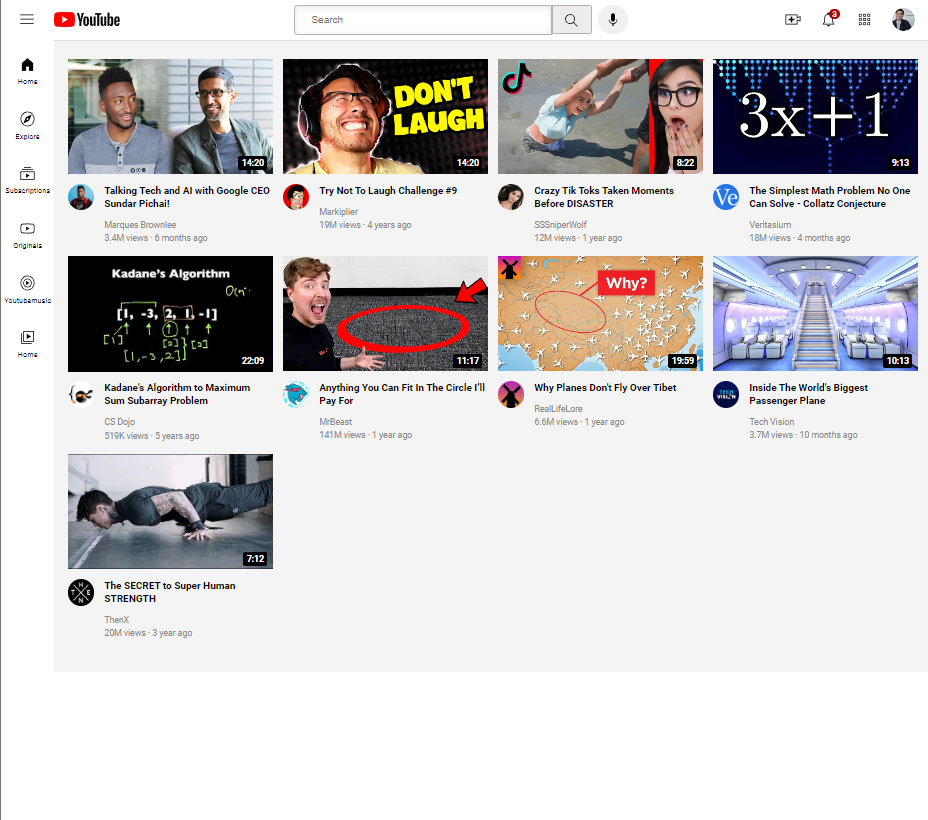 YouTube
Search
3
Home
Explore
Subscriptions
Originals
Youtubemusic
Home
14:20
Talking Tech and AI with Google CEO
Sundar Pichai!
Marques Brownlee
3.4M views · 6 months ago
DON'T
LAUGH
14:20
Try Not To Laugh Challenge #9
Markiplier
19M views · 4 years ago
8:22
Crazy Tik Toks Taken Moments
Before DISASTER
SSSniperWolf
12M views · 1 year ago
3x+1
9:13
Ve
The Simplest Math Problem No One
Can Solve - Collatz Conjecture
Veritasium
18M views · 4 months ago
Kadane's Algorithm
[1, -3, 2, 1, -1]
[1]
[2]
[2]
[1,-3,2]
22:09
Kadane's Algorithm to Maximum
Sum Subarray Problem
CS Dojo
519K views · 5 years ago
11:17
Anything You Can Fit In The Circle I'll
Pay For
MrBeast
141M views · 1 year ago
Why?
19:59
Why Planes Don't Fly Over Tibet
RealLifeLore
6.6M views · 1 year ago
10:13
TECH
VISION
Inside The World's Biggest
Passenger Plane
Tech Vision
3.7M views · 10 months ago
7:12
THEN
The SECRET to Super Human
STRENGTH
ThenX
20M views · 3 year ago